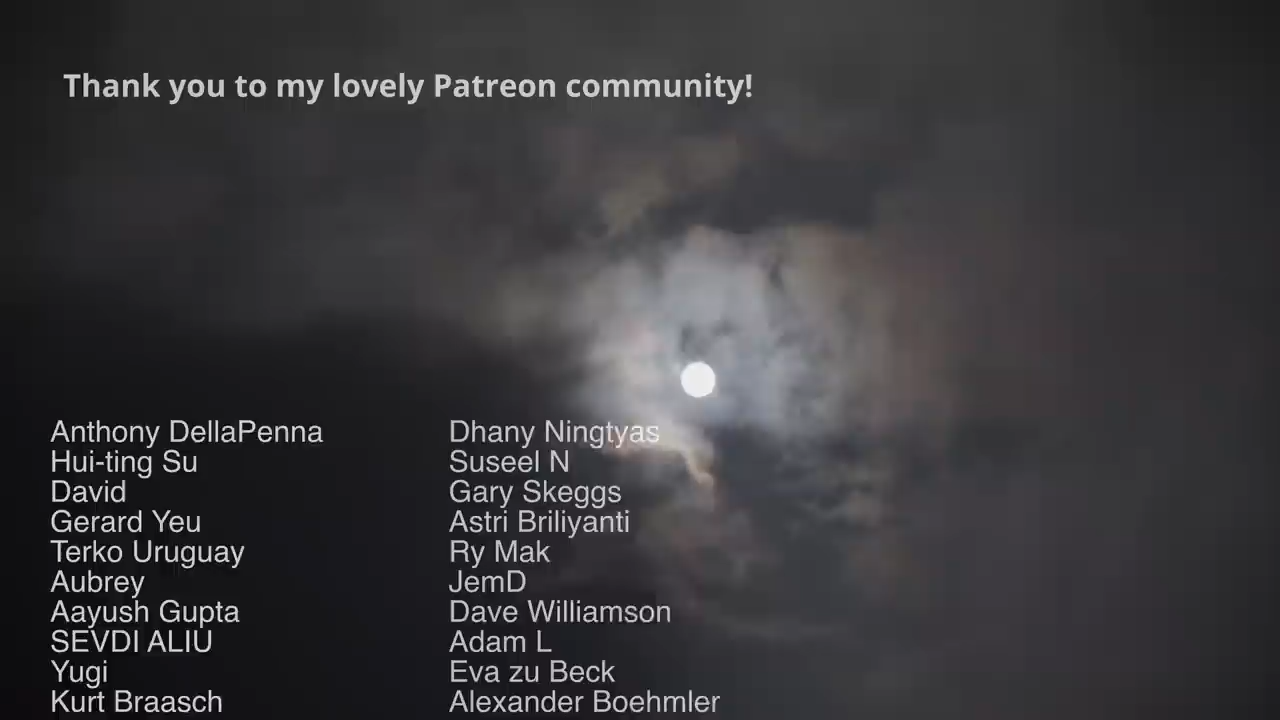 Thank you to my lovely Patreon community!
Anthony DellaPenna
Hui-ting Su
David
Gerard Yeu
Terko Uruguay
Aubrey
Aayush Gupta
SEVDI ALIU
Yugi
Kurt Braasch
Dhany Ningtyas
Suseel N
Gary Skeggs
Astri Briliyanti
Ry Mak
JemD
Dave Williamson
Adam L
Eva zu Beck
Alexander Boehmler